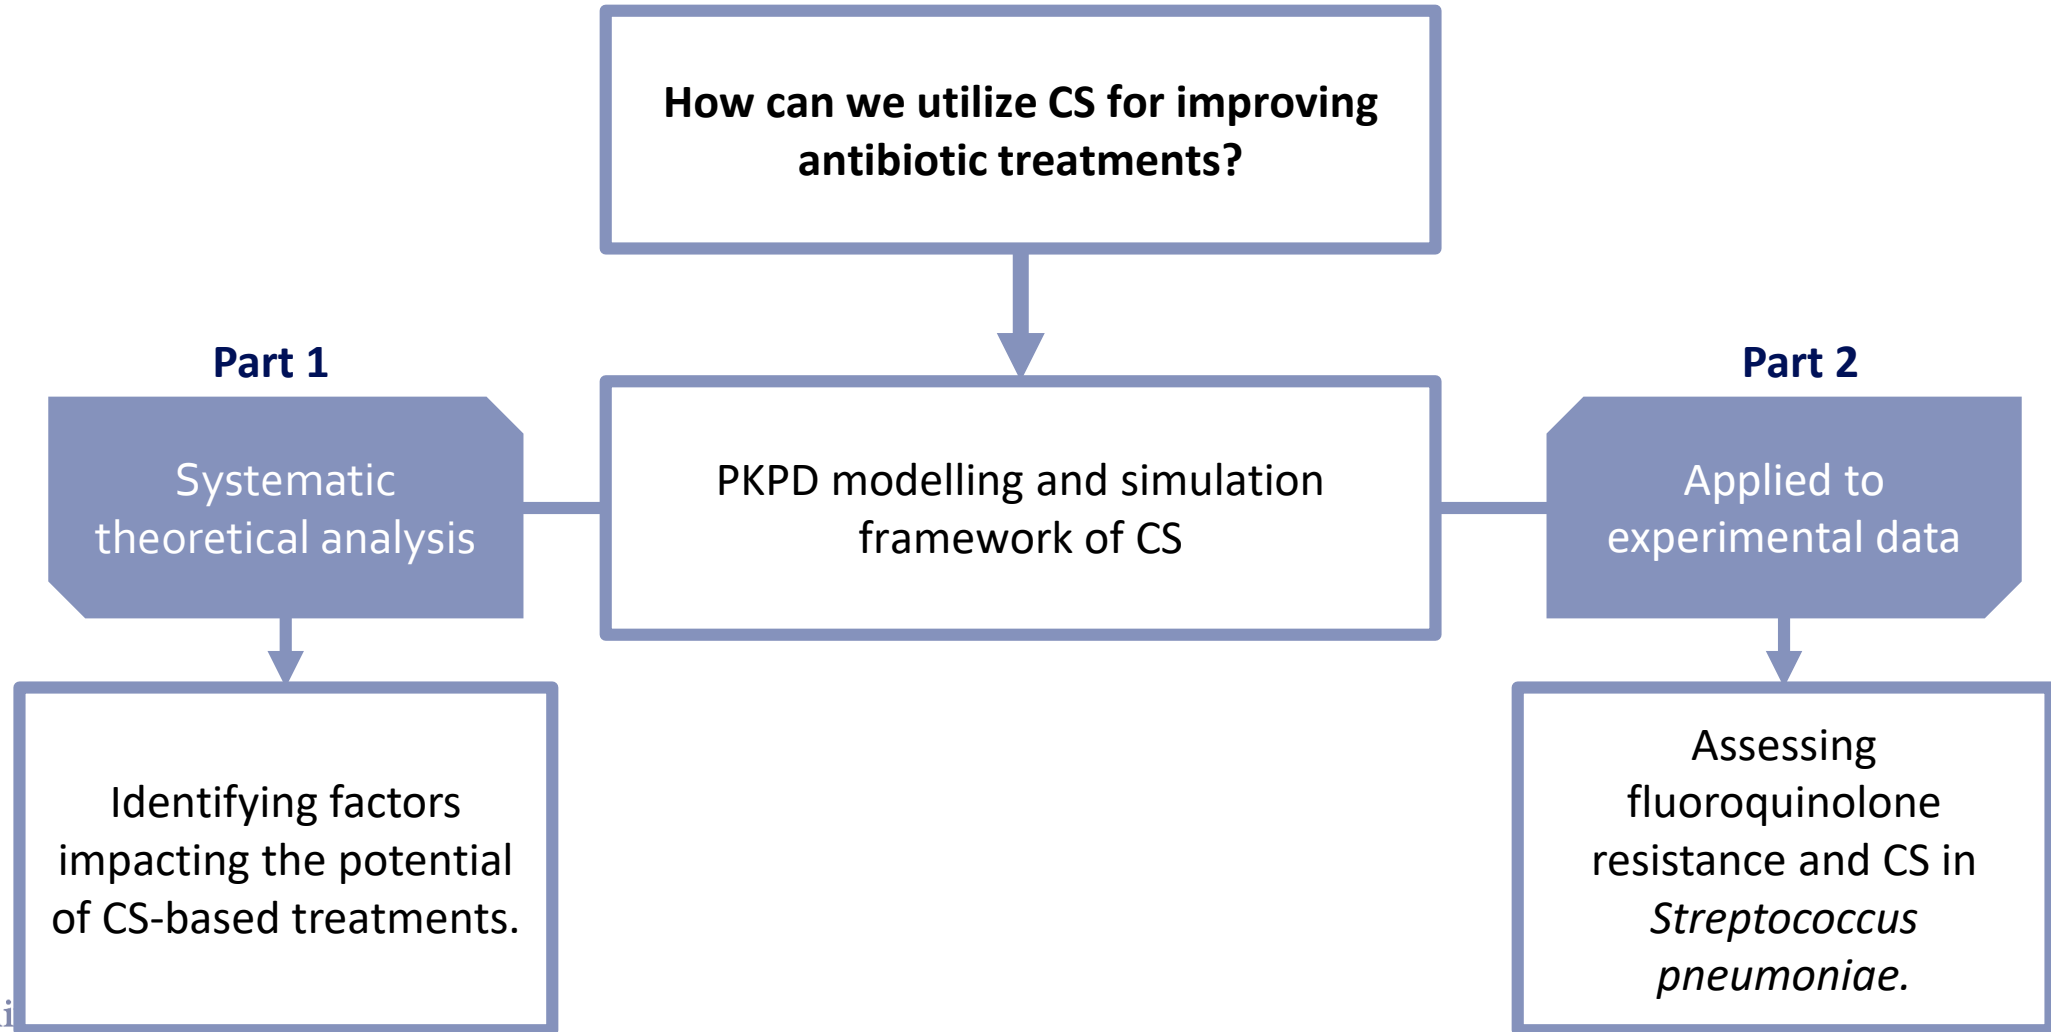 How can we utilize CS for improving
antibiotic treatments?
Part 1
Part 2
Systematic
theoretical analysis
PKPD modelling and simulation
framework of CS
Applied to
experimental data
Identifying factors
impacting the potential
of CS-based treatments.
Assessing
fluoroquinolone
resistance and CS in
Streptococcus
pneumoniae.